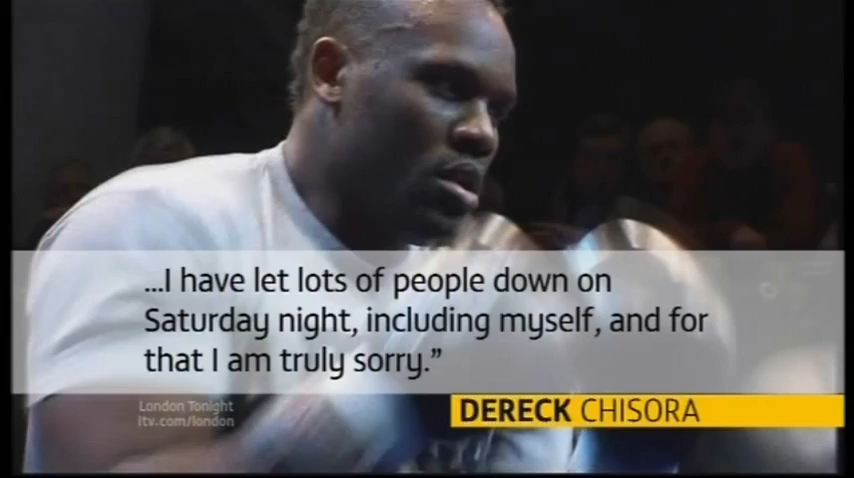 ...I have let lots of people down on
Saturday night, including myself, and for
that I am truly sorry.”
London Tonight
itv.com/london
DERECK CHISORA